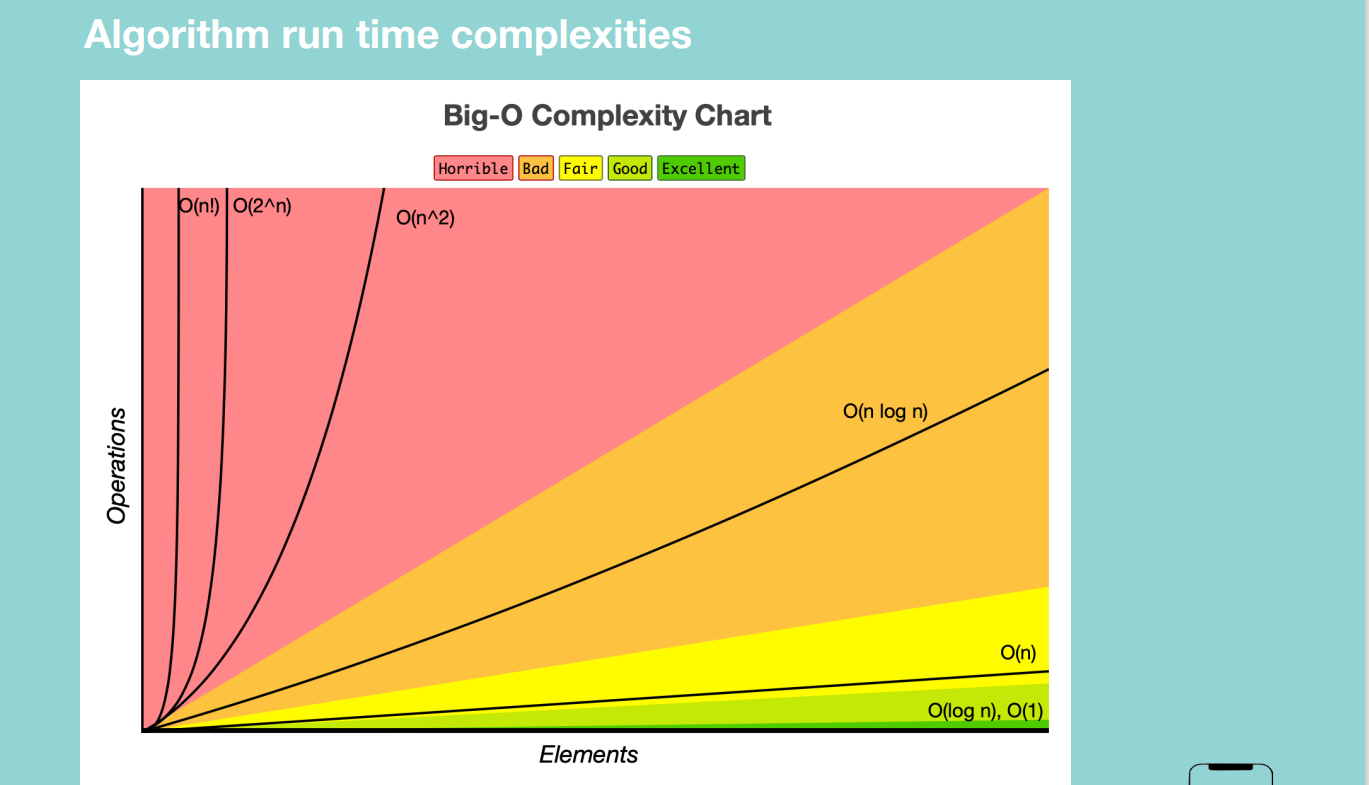 Algorithm run time complexities
Big-O Complexity Chart
Horrible Bad Fair Good Excellent
O(n!) O(2^n)
O(n^2)
O(n log n)
Operations
O(n)
O(log n), O(1)
Elements